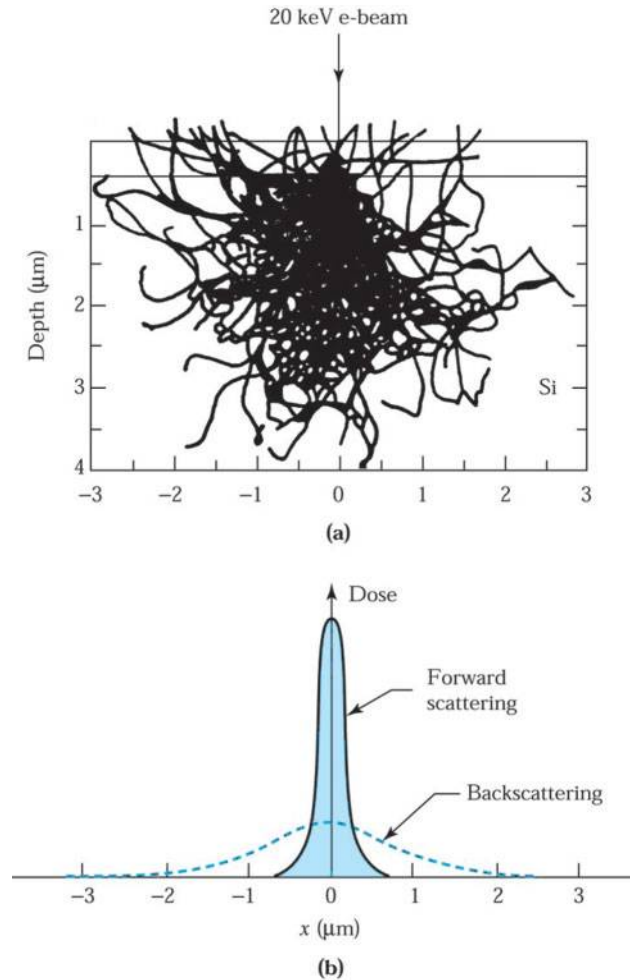 20 keV e-beam
Depth (μm)
1
2
3
4
Si
−3 −2 −1 0 1 2 3
(a)
Dose
Forward
scattering
Backscattering
−3 −2 −1 0 1 2 3
x (μm)
(b)